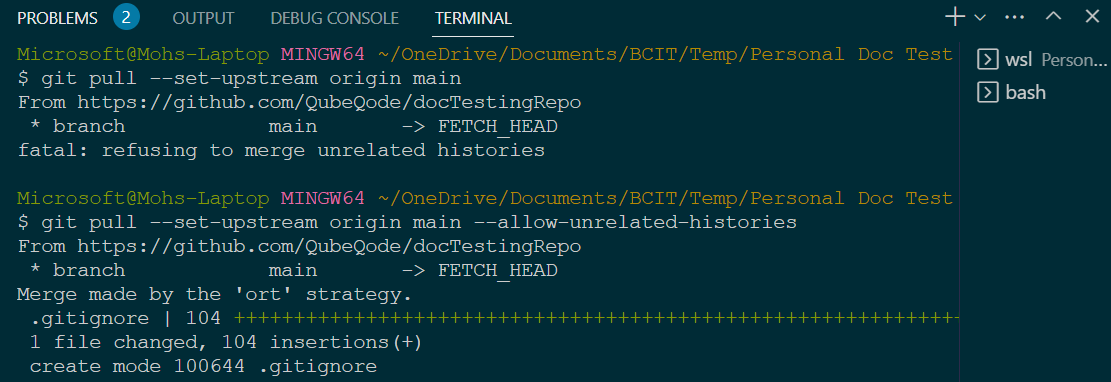 PROBLEMS 2 OUTPUT DEBUG CONSOLE TERMINAL
Microsoft@Mohs-Laptop MINGW64 ~/OneDrive/Documents/BCIT/Temp/Personal Doc Test
$ git pull --set-upstream origin main
From https://github.com/QubeQode/docTestingRepo
 * branch            main       -> FETCH_HEAD
fatal: refusing to merge unrelated histories
Microsoft@Mohs-Laptop MINGW64 ~/OneDrive/Documents/BCIT/Temp/Personal Doc Test
$ git pull --set-upstream origin main --allow-unrelated-histories
From https://github.com/QubeQode/docTestingRepo
 * branch            main       -> FETCH_HEAD
Merge made by the 'ort' strategy.
 .gitignore | 104 +++++++++++++++++++++++++++++++++++++++++++++++++++++++++++++
 1 file changed, 104 insertions(+)
 create mode 100644 .gitignore
wsl Person...
bash